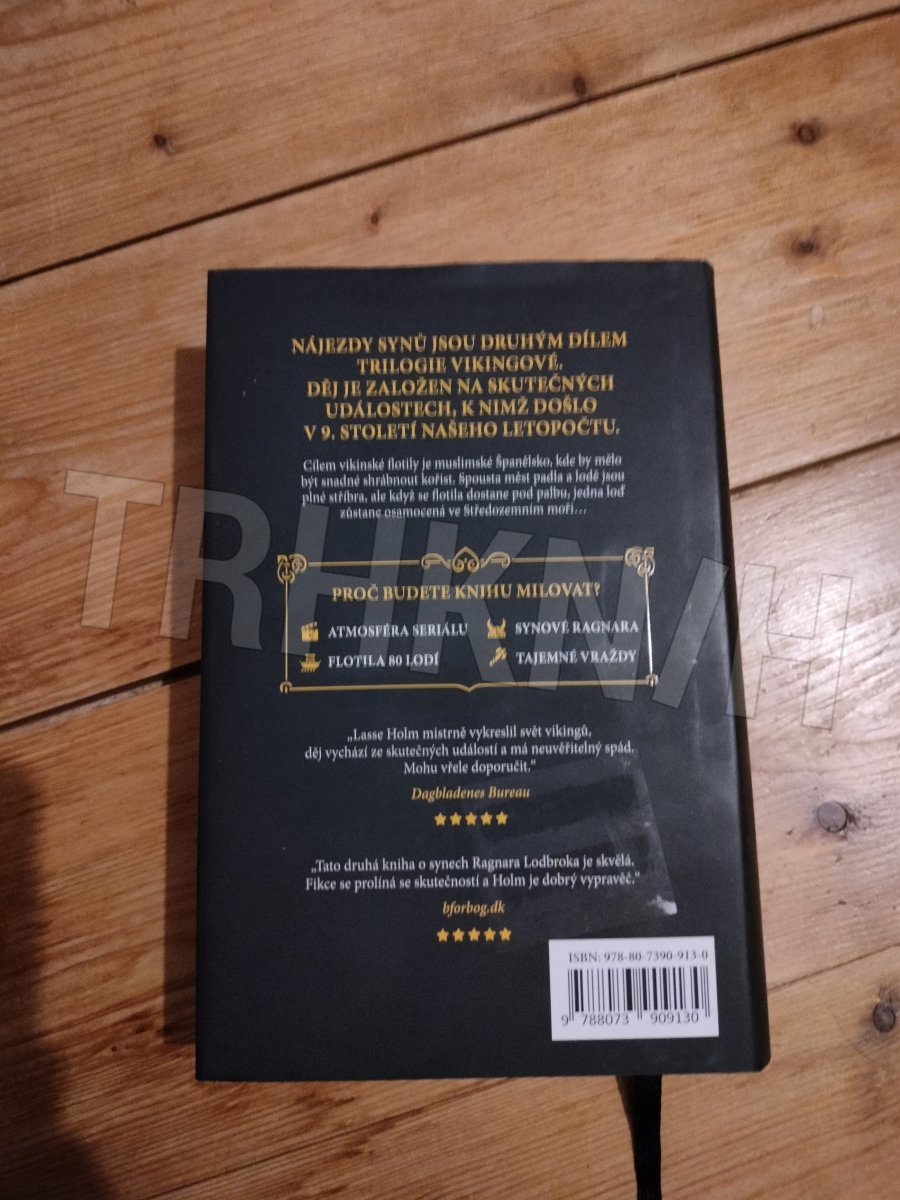 NÁJEZDY SYNŮ JSOU DRUHÝM DÍLEM
TRILOGIE VIKINGOVÉ.
DĚJ JE ZALOŽEN NA SKUTEČNÝCH
UDÁLOSTECH, K NIMŽ DOŠLO
V 9. STOLETÍ NAŠEHO LETOPOČTU.
Cílem vikinské flotily je muslimské Španělsko, kde by mělo
být snadné shrábnout kořist. Spousta měst padla a lodě jsou
plné stříbra, ale když se flotila dostane pod palbu, jedna loď
zůstane osamocená ve Středozemním moři…
TRHKNIH
PROČ BUDETE KNIHU MILOVAT?
ATMOSFÉRA SERIÁLU
SYNOVÉ RAGNARA
FLOTILA 80 LODÍ
TAJEMNÉ VRAŽDY
„Lasse Holm mistrně vykreslil svět vikingů,
děj vychází ze skutečných událostí a má neuvěřitelný spád.
Mohu vřele doporučit.“
Dagbladenes Bureau
„Tato druhá kniha o synech Ragnara Lodbroka je skvělá.
Fikce se prolíná se skutečností a Holm je dobrý vypravěč.“
bforbog.dk
ISBN: 978-80-7390-913-0
9 788073 909130